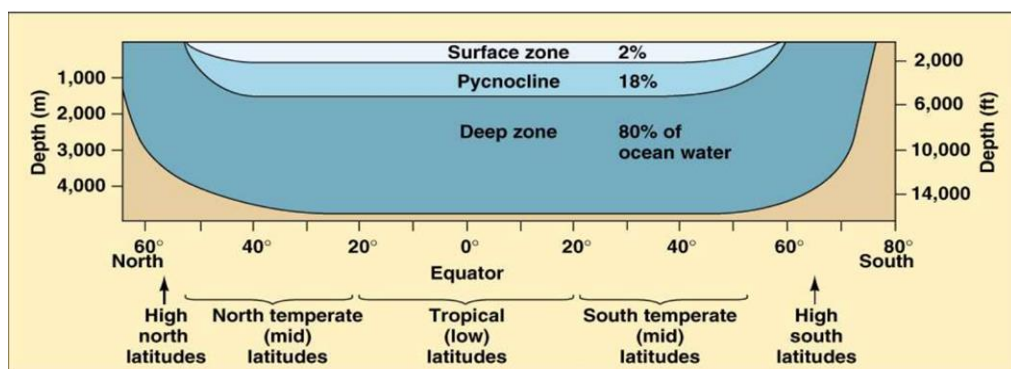 Surface zone 2%
Pycnocline 18%
Deep zone 80% of
ocean water
Depth (m)
1,000
2,000
3,000
4,000
2,000
6,000
10,000
14,000
Depth (ft)
60° 40° 20° 0° 20° 40° 60° 80°
North Equator South
High
north
latitudes
North temperate
(mid)
latitudes
Tropical
(low)
latitudes
South temperate
(mid)
latitudes
High
south
latitudes